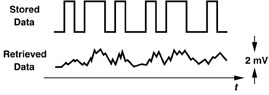 Stored
Data
Retrieved
Data
2 mV
t